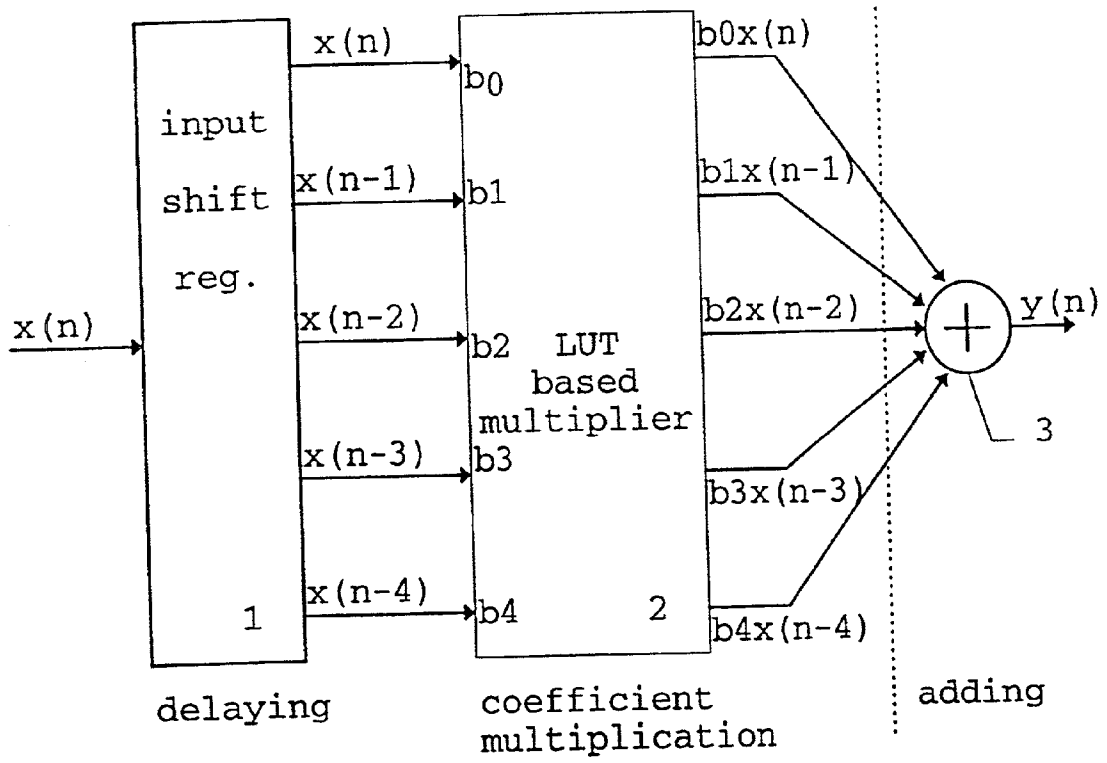 x(n)
input
shift
reg.
1
delaying
x(n)
x(n-1)
x(n-2)
x(n-3)
x(n-4)
b0
b1
b2
b3
b4
LUT
based
multiplier
2
coefficient
multiplication
b0x(n)
b1x(n-1)
b2x(n-2)
b3x(n-3)
b4x(n-4)
+
y(n)
3
adding